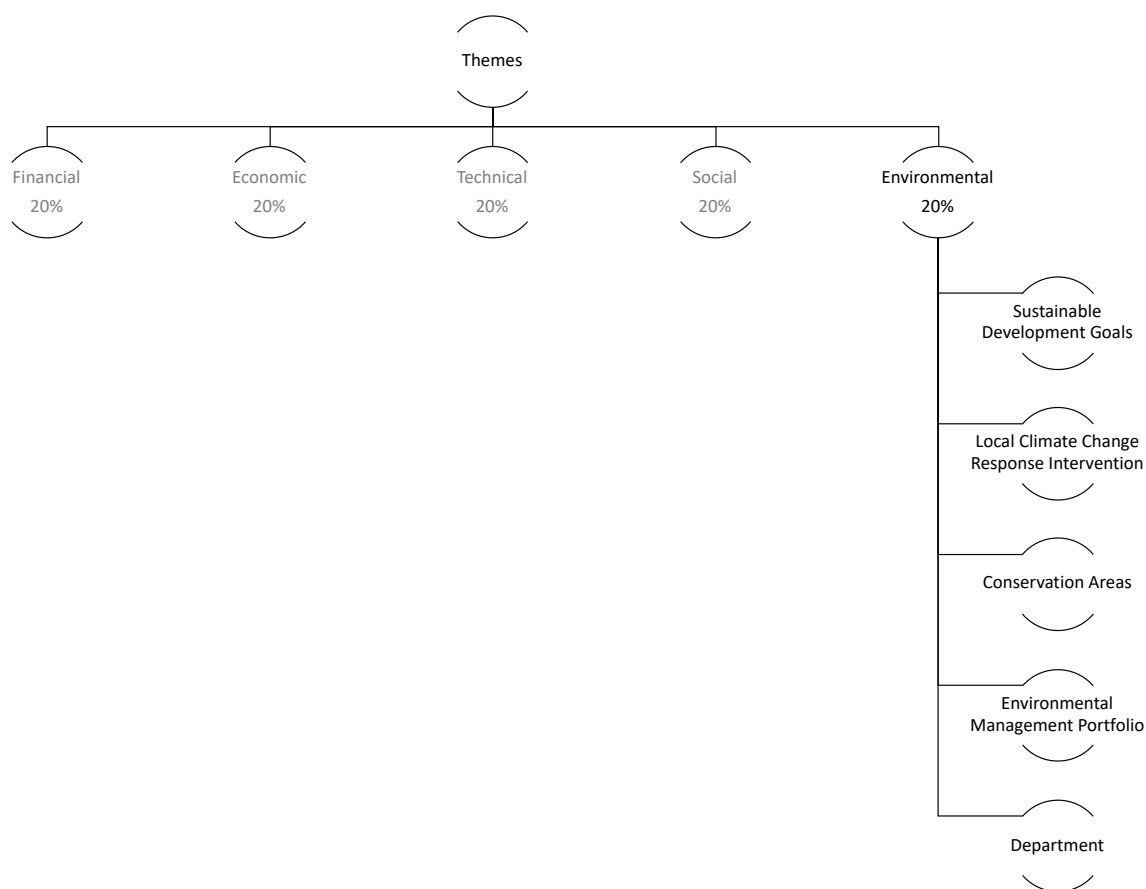 Themes
Financial
20%
Economic
20%
Technical
20%
Social
20%
Environmental
20%
Sustainable
Development Goals
Local Climate Change
Response Intervention
Conservation Areas
Environmental
Management Portfolio
Department